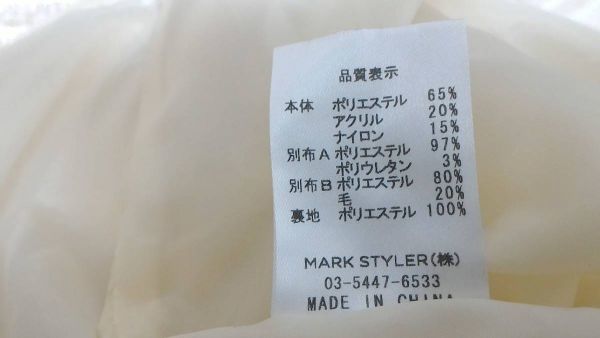 品質表示
本体 ポリエステル 65%
アクリル 20%
ナイロン 15%
別布A ポリエステル 97%
ポリウレタン 3%
別布B ポリエステル 80%
毛 20%
裏地 ポリエステル 100%
MARK STYLER(株)
03-5447-6533
MADE IN CHINA